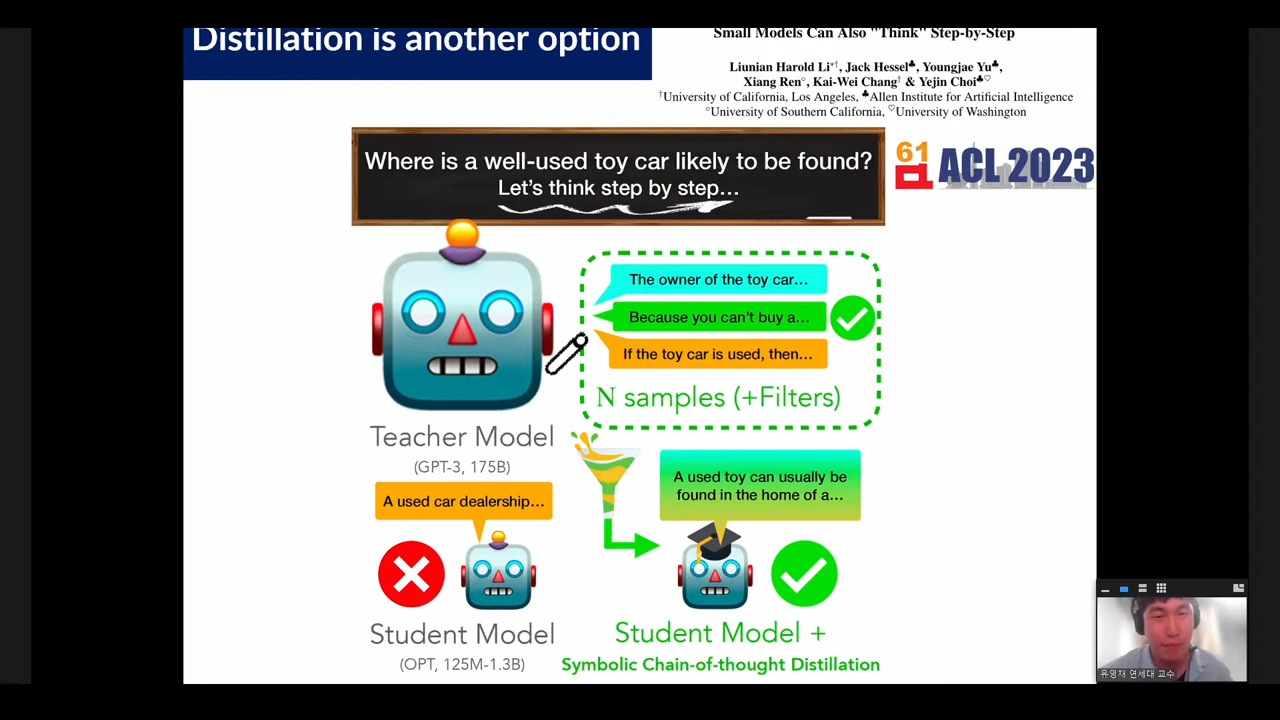 Distillation is another option
Small Models Can Also "Think" Step-by-Step
Liunian Harold Li*†, Jack Hessel♣, Youngjae Yu♣,
Xiang Ren○, Kai-Wei Chang† & Yejin Choi♣♡
†University of California, Los Angeles, ♣Allen Institute for Artificial Intelligence
○University of Southern California, ♡University of Washington
61
ACL 2023
Where is a well-used toy car likely to be found?
Let's think step by step...
The owner of the toy car...
Because you can't buy a...
If the toy car is used, then...
N samples (+Filters)
Teacher Model
(GPT-3, 175B)
A used car dealership...
A used toy can usually be
found in the home of a...
Student Model
(OPT, 125M-1.3B)
Student Model +
Symbolic Chain-of-thought Distillation
유영재 연세대 교수